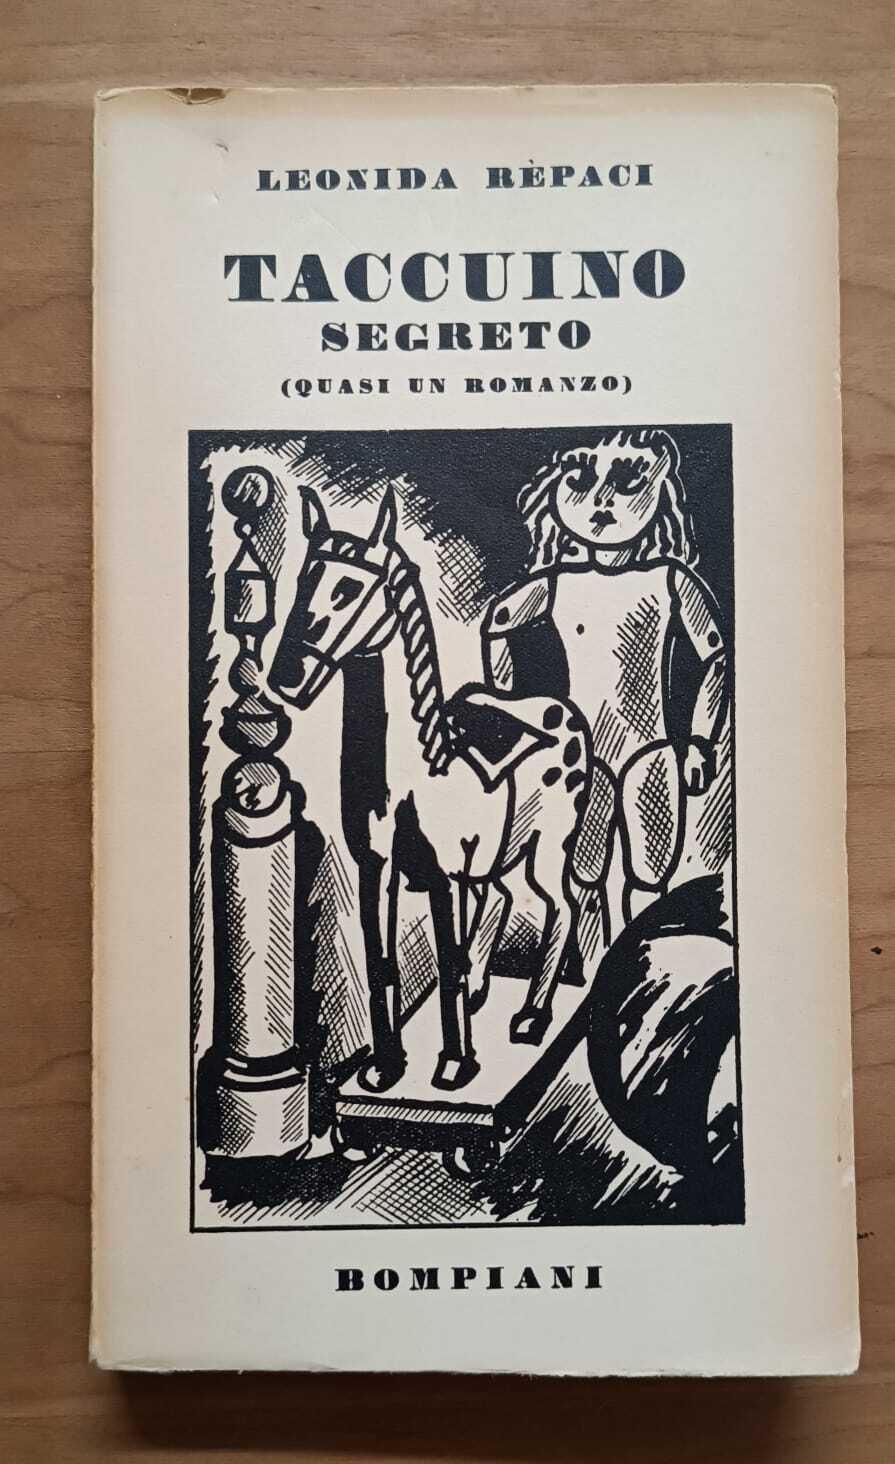 LEONIDA RÈPACI
TACCUINO
SEGRETO
(QUASI UN ROMANZO)
BOMPIANI